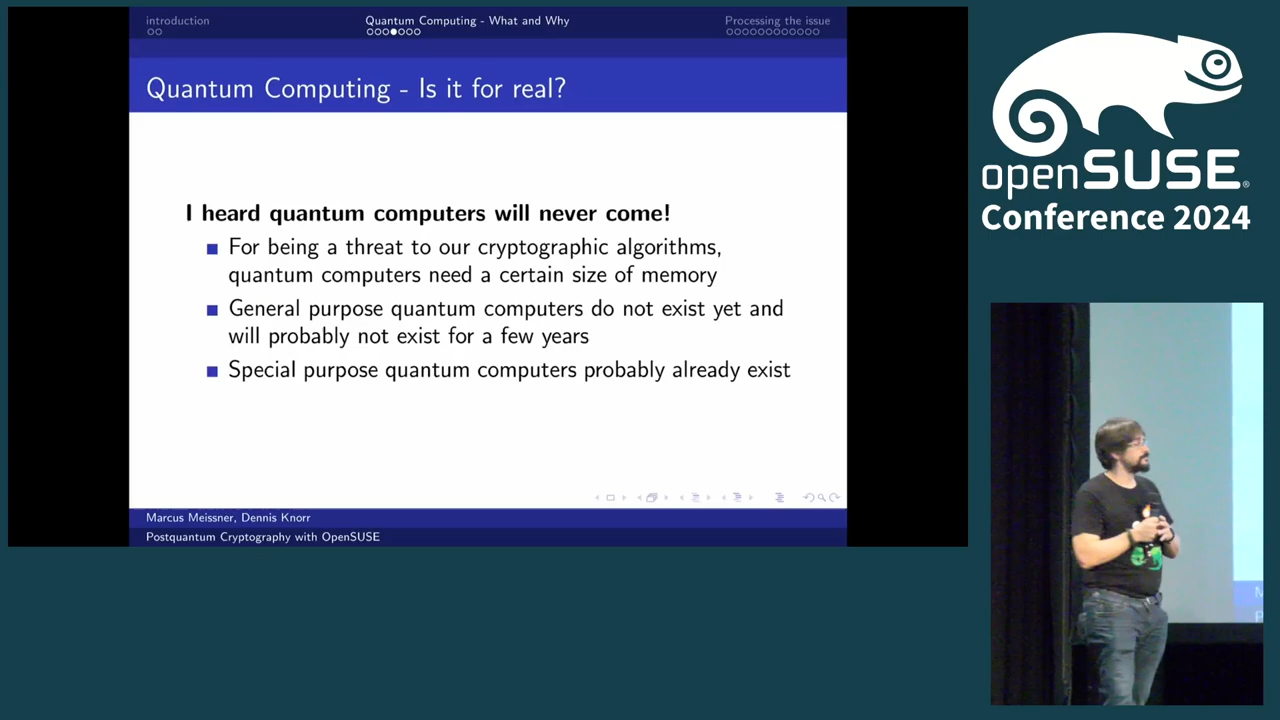 introduction
Quantum Computing - What and Why
Processing the issue
Quantum Computing - Is it for real?
I heard quantum computers will never come!
For being a threat to our cryptographic algorithms,
quantum computers need a certain size of memory
General purpose quantum computers do not exist yet and
will probably not exist for a few years
Special purpose quantum computers probably already exist
Marcus Meissner, Dennis Knorr
Postquantum Cryptography with OpenSUSE
openSUSE®
Conference 2024
M
P